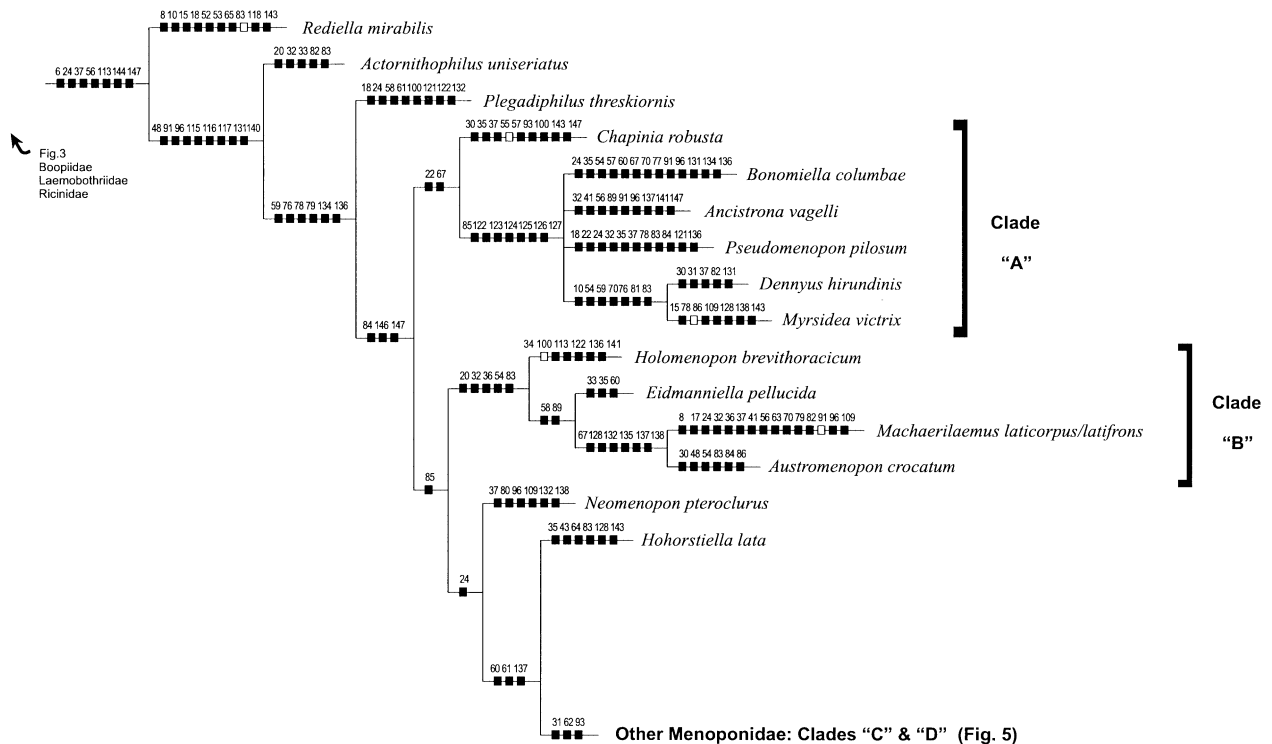 8 10 15 18 52 53 65 83 118 143
Rediella mirabilis
20 32 33 82 83
Actornithophilus uniseriatus
6 24 37 56 113 144 147
18 24 58 61 100 121 122 132
Plegadiphilus threskiornis
48 91 96 115 116 117 131 140
Fig.3
Boopiidae
Laemobothriidae
Ricinidae
30 35 37 55 57 93 100 143 147
Chapinia robusta
22 67
24 35 54 57 60 67 70 77 91 96 131 134 136
Bonomiella columbae
32 41 56 89 91 96 137 141 147
Ancistrona vagelli
59 76 78 79 134 136
85 122 123 124 125 126 127
18 22 24 32 35 37 78 83 84 121 136
Pseudomenopon pilosum
30 31 37 82 131
Dennyus hirundinis
10 54 59 70 76 81 83
15 78 86 109 128 138 143
Myrsidea victrix
Clade
“A”
84 146 147
34 100 113 122 136 141
Holomenopon brevithoracicum
20 32 36 54 83
33 35 60
Eidmanniella pellucida
58 89
8 17 24 32 36 37 41 56 63 70 79 82 91 96 109
Machaerilaemus laticorpus/latifrons
67 128 132 135 137 138
30 48 54 83 84 86
Austromenopon crocatum
Clade
“B”
85
37 80 96 109 132 138
Neomenopon pteroclurus
35 43 64 83 128 143
Hohorstiella lata
24
60 61 137
31 62 93
Other Menoponidae: Clades “C” & “D” (Fig. 5)